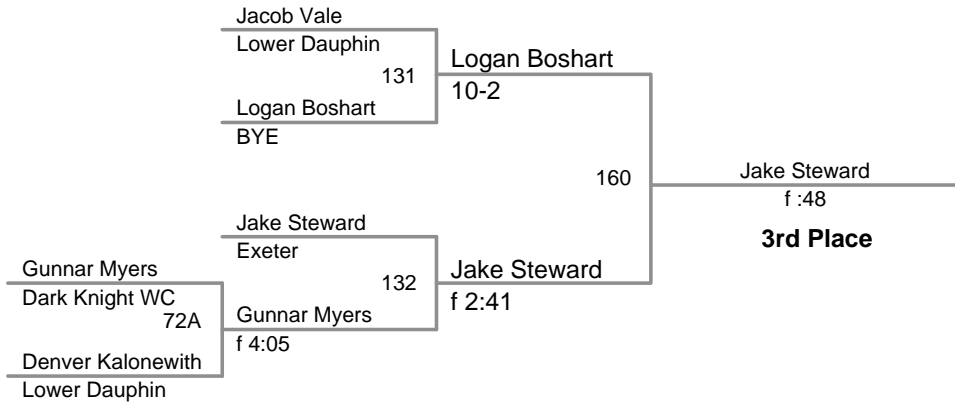 Jacob Vale
Lower Dauphin
131
Logan Boshart
BYE
Logan Boshart
10-2
160
Jake Steward
f :48
3rd Place
Jake Steward
Exeter
132
Jake Steward
f 2:41
Gunnar Myers
Dark Knight WC
72A
Gunnar Myers
f 4:05
Denver Kalonewith
Lower Dauphin